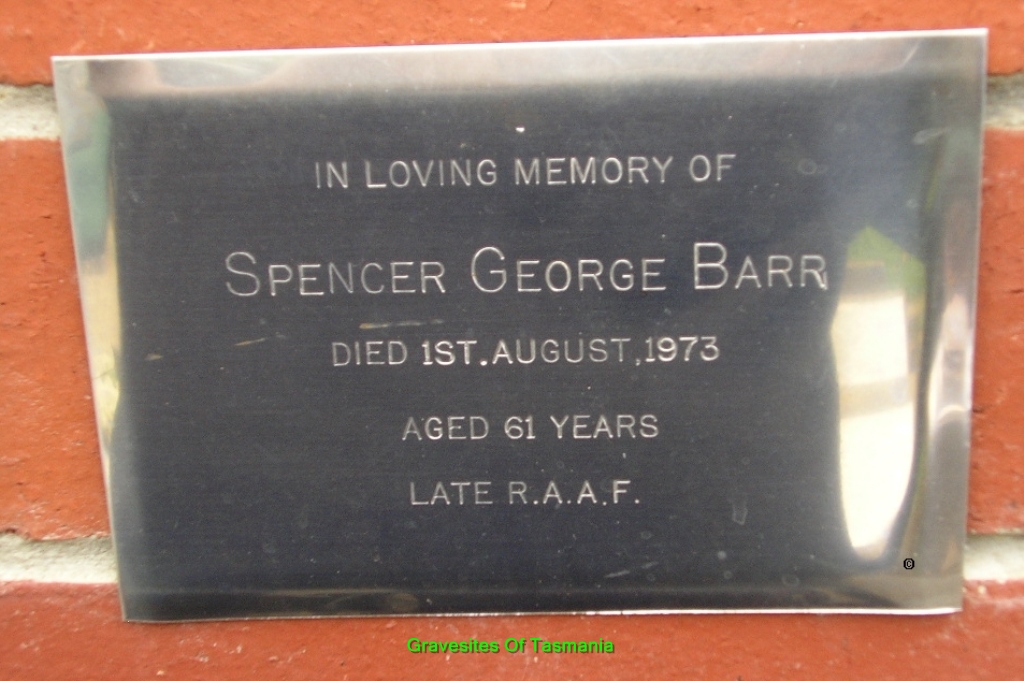 IN LOVING MEMORY OF
SPENCER GEORGE BARR
DIED 1ST. AUGUST, 1973
AGED 61 YEARS
LATE R.A.A.F.
©
Gravesites Of Tasmania